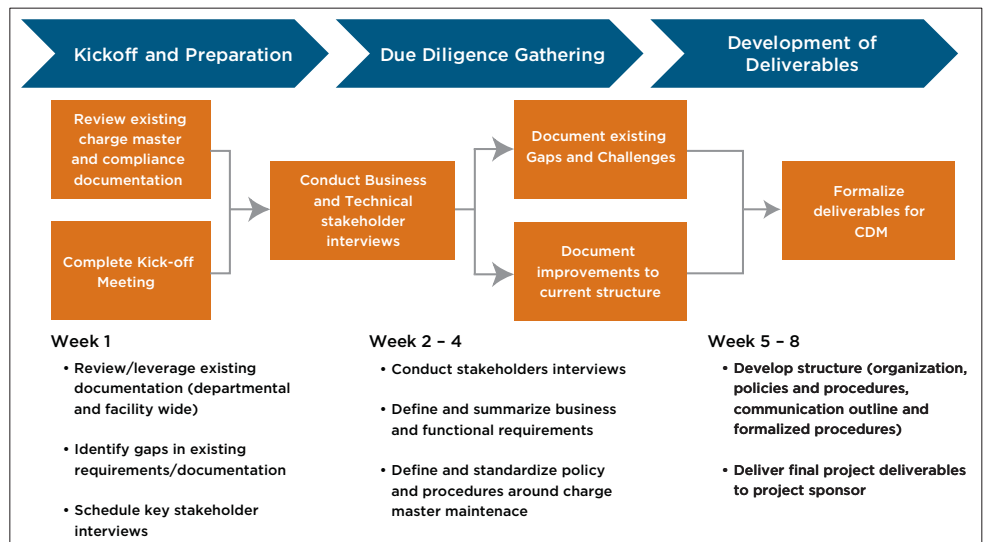 Kickoff and Preparation
Due Diligence Gathering
Development of
Deliverables
Review existing
charge master
and compliance
documentation
Complete Kick-off
Meeting
Conduct Business
and Technical
stakeholder
interviews
Document existing
Gaps and Challenges
Document
improvements to
current structure
Formalize
deliverables for
CDM
Week 1
• Review/leverage existing
documentation (departmental
and facility wide)
• Identify gaps in existing
requirements/documentation
• Schedule key stakeholder
interviews
Week 2 – 4
• Conduct stakeholders interviews
• Define and summarize business
and functional requirements
• Define and standardize policy
and procedures around charge
master maintenace
Week 5 – 8
• Develop structure (organization,
policies and procedures,
communication outline and
formalized procedures)
• Deliver final project deliverables
to project sponsor